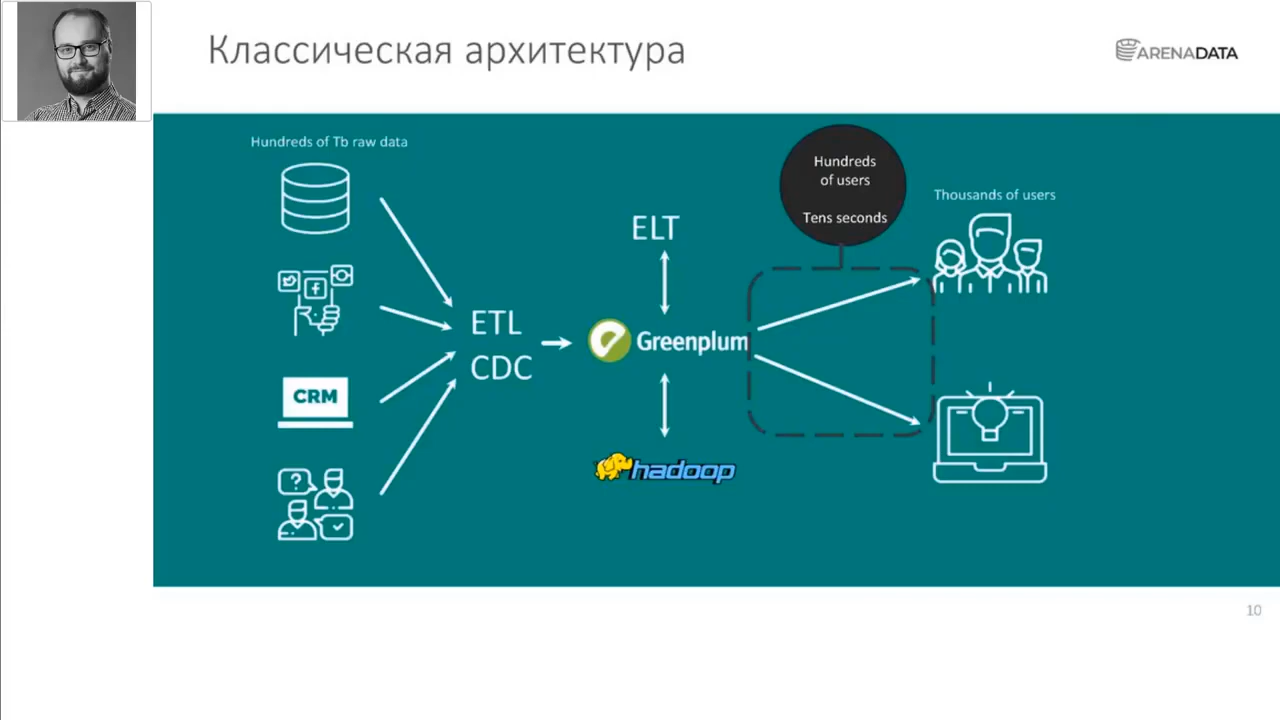 Классическая архитектура
ARENADATA
Hundreds of Tb raw data
CRM
ETL
CDC
ELT
Greenplum
hadoop
Hundreds
of users
Tens seconds
Thousands of users
10